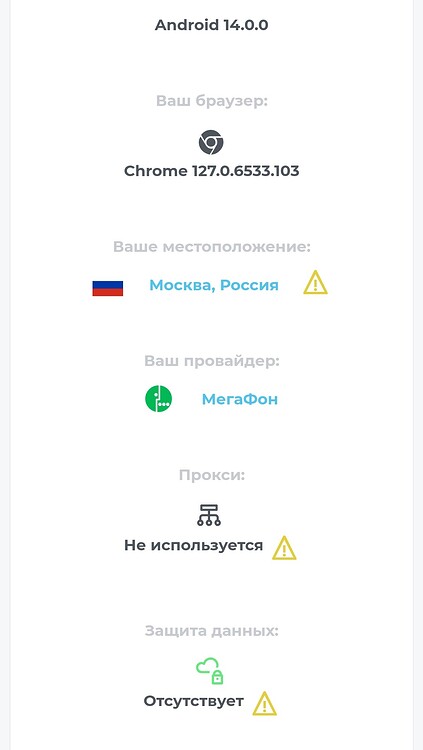 Android 14.0.0
Ваш браузер:
Chrome 127.0.6533.103
Ваше местоположение:
Москва, Россия
Ваш провайдер:
МегаФон
Прокси:
Не используется
Защита данных:
Отсутствует